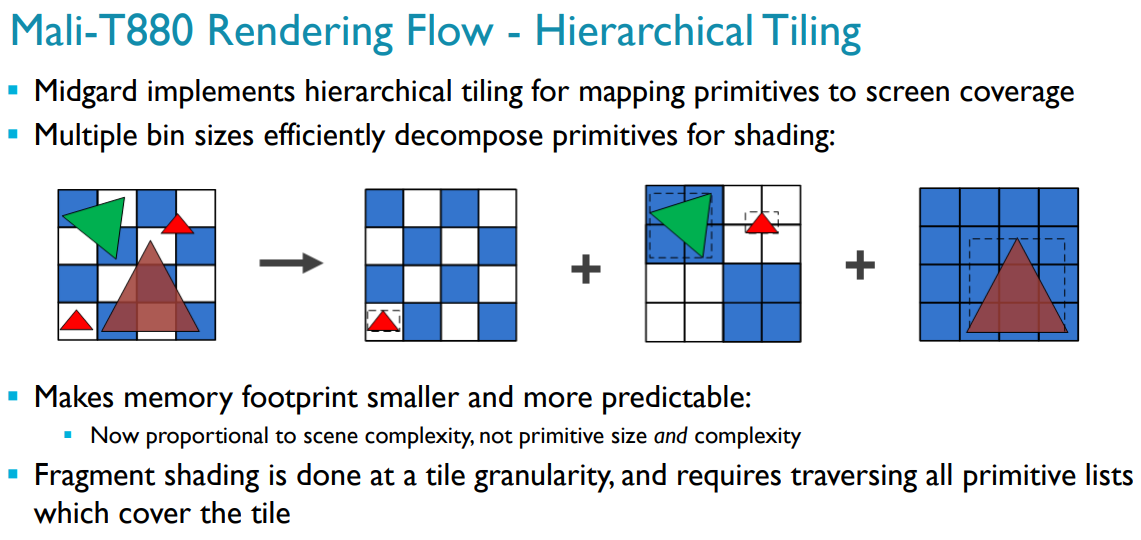 Mali-T880 Rendering Flow - Hierarchical Tiling
▪ Midgard implements hierarchical tiling for mapping primitives to screen coverage
▪ Multiple bin sizes efficiently decompose primitives for shading:
+ +
▪ Makes memory footprint smaller and more predictable:
▪ Now proportional to scene complexity, not primitive size and complexity
▪ Fragment shading is done at a tile granularity, and requires traversing all primitive lists
which cover the tile